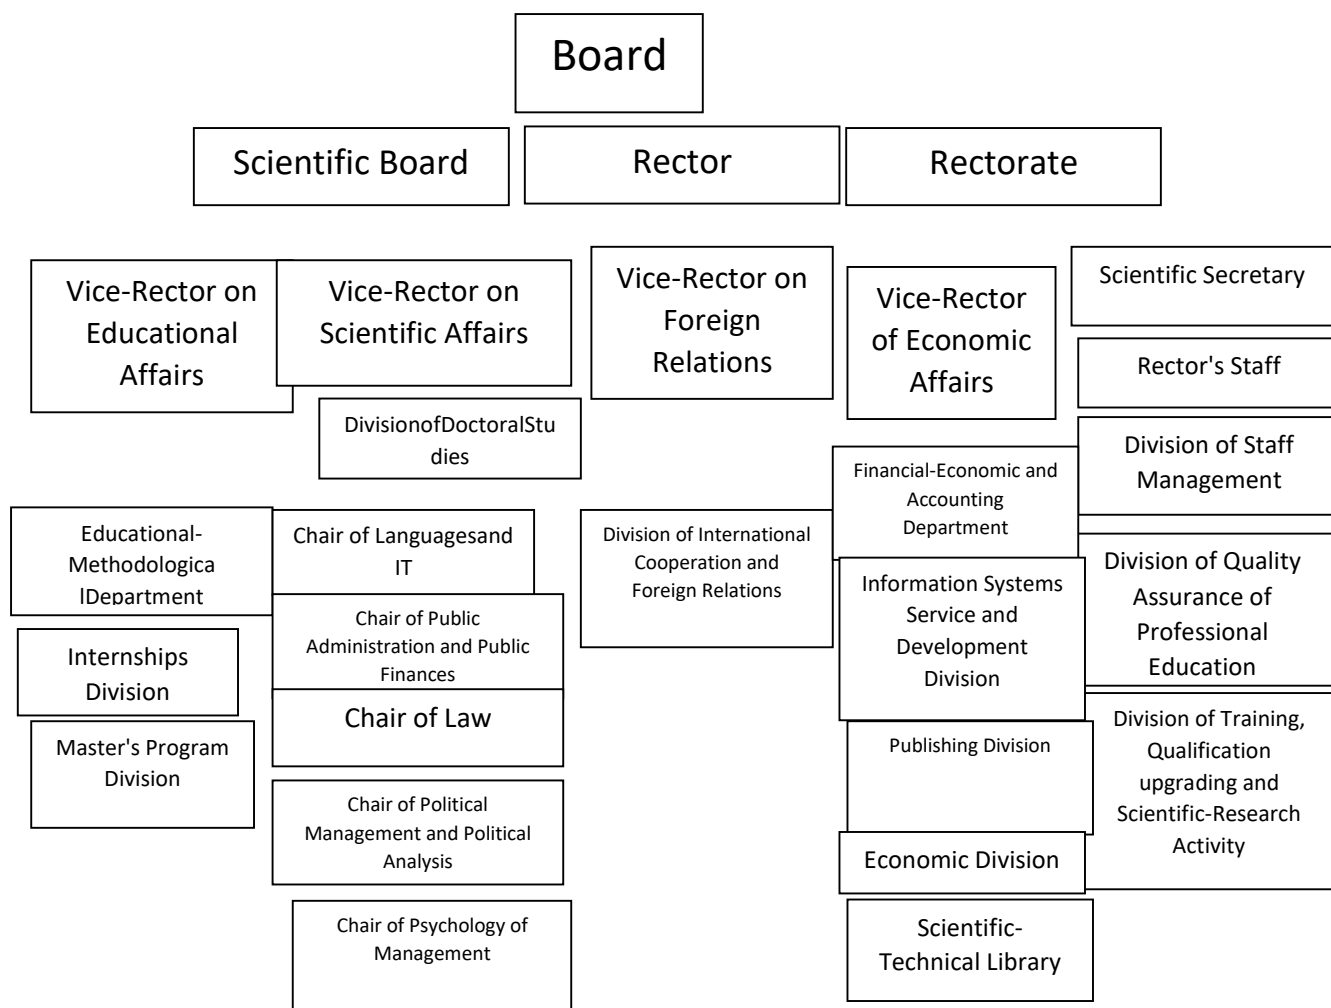 Board
Scientific Board
Rector
Rectorate
Vice-Rector on
Educational
Affairs
Vice-Rector on
Scientific Affairs
Vice-Rector on
Foreign
Relations
Vice-Rector
of Economic
Affairs
Scientific Secretary
Rector's Staff
DivisionofDoctoralStu
dies
Division of Staff
Management
Educational-
Methodologica
lDepartment
Chair of Languagesand
IT
Division of International
Cooperation and
Foreign Relations
Financial-Economic and
Accounting
Department
Division of Quality
Assurance of
Professional
Education
Internships
Division
Chair of Public
Administration and Public
Finances
Information Systems
Service and
Development
Division
Master's Program
Division
Chair of Law
Publishing Division
Division of Training,
Qualification
upgrading and
Scientific-Research
Activity
Chair of Political
Management and Political
Analysis
Economic Division
Chair of Psychology of
Management
Scientific-
Technical Library